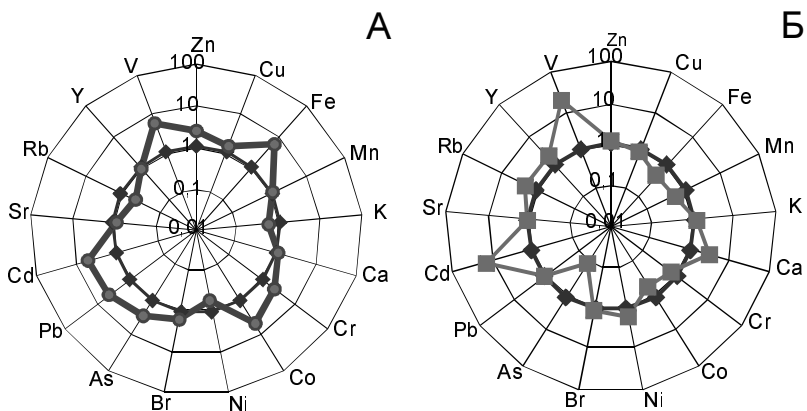 А
Zn
Cu
Fe
Mn
K
Ca
Cr
Co
Ni
Br
As
Pb
Cd
Sr
Rb
Y
V
100
10
1
0,1
0,01
Б
Zn
Cu
Fe
Mn
K
Ca
Cr
Co
Ni
Br
As
Pb
Cd
Sr
Rb
Y
V
100
10
1
0,1
0,01